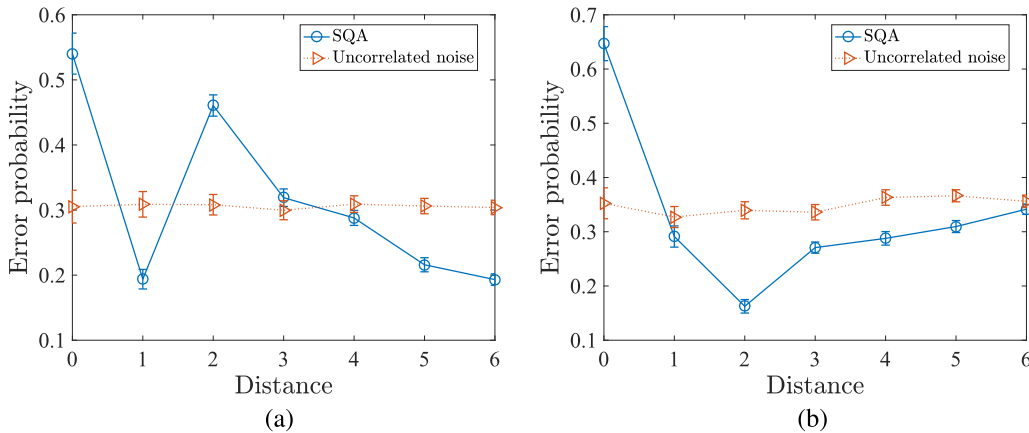 0.6
0.5
0.4
0.3
0.2
0.1
Error probability
0 1 2 3 4 5 6
Distance
SQA
Uncorrelated noise
(a)
0.7
0.6
0.5
0.4
0.3
0.2
0.1
Error probability
0 1 2 3 4 5 6
Distance
SQA
Uncorrelated noise
(b)